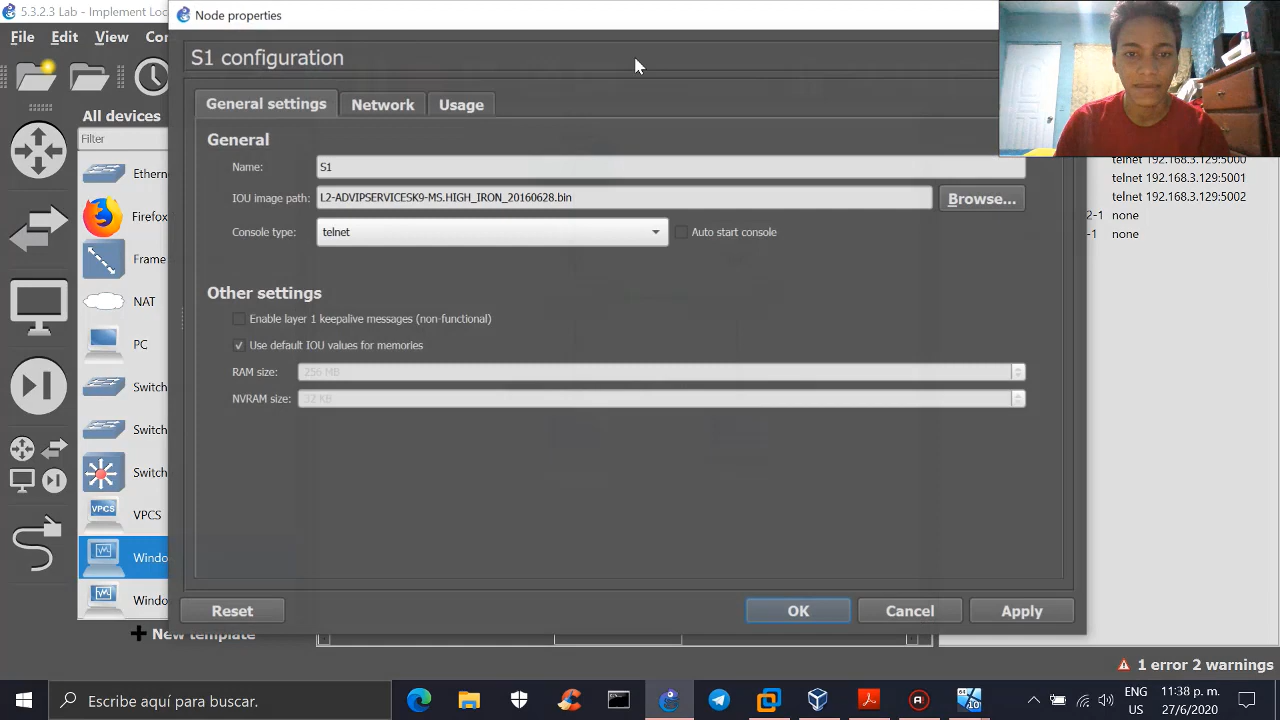 5.3.2.3 Lab - Implement Loc
Node properties
File Edit View Con
S1 configuration
All devices
Filter
General settings
Network
Usage
General
Name:
S1
IOU image path:
L2-ADVIPSERVICESK9-MS.HIGH_IRON_20160628.bin
Browse...
Console type:
telnet
Auto start console
Other settings
Enable layer 1 keepalive messages (non-functional)
Use default IOU values for memories
RAM size:
256 MB
NVRAM size:
32 KB
Reset
OK
Cancel
Apply
Ethern
Firefox
Frame
NAT
PC
Switch
Switch
Switch
VPCS
VPCS
Windo
Windo
New template
telnet 192.168.3.129:5000
telnet 192.168.3.129:5001
telnet 192.168.3.129:5002
2-1 none
-1 none
1 error 2 warnings
Escribe aquí para buscar.
ENG
US
11:38 p. m.
27/6/2020